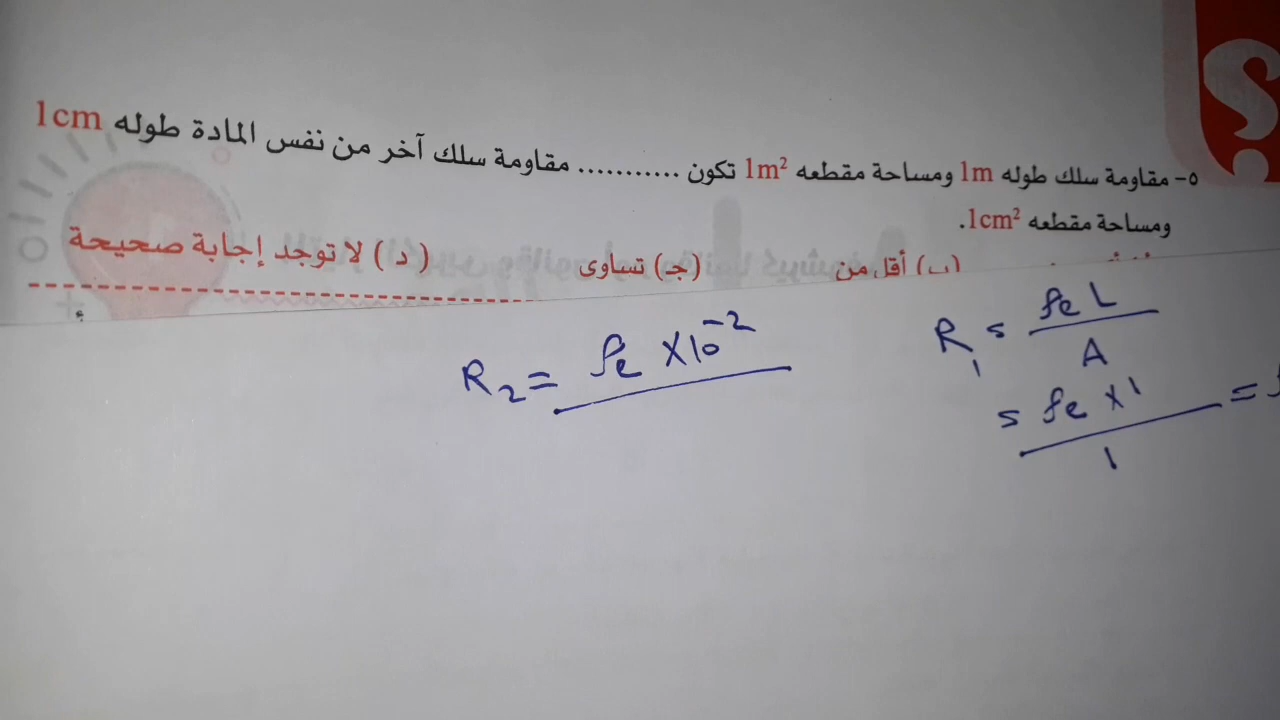 ٥- مقاومة سلك طوله 1m ومساحة مقطعه 1m² تكون ........... مقاومة سلك آخر من نفس المادة طوله 1cm
ومساحة مقطعه 1cm².
(ب) أقل من (جـ) تساوى (د) لا توجد إجابة صحيحة
R₁ = ρe L / A
= ρe × 1 / 1 =
R₂ = ρe × 10⁻²